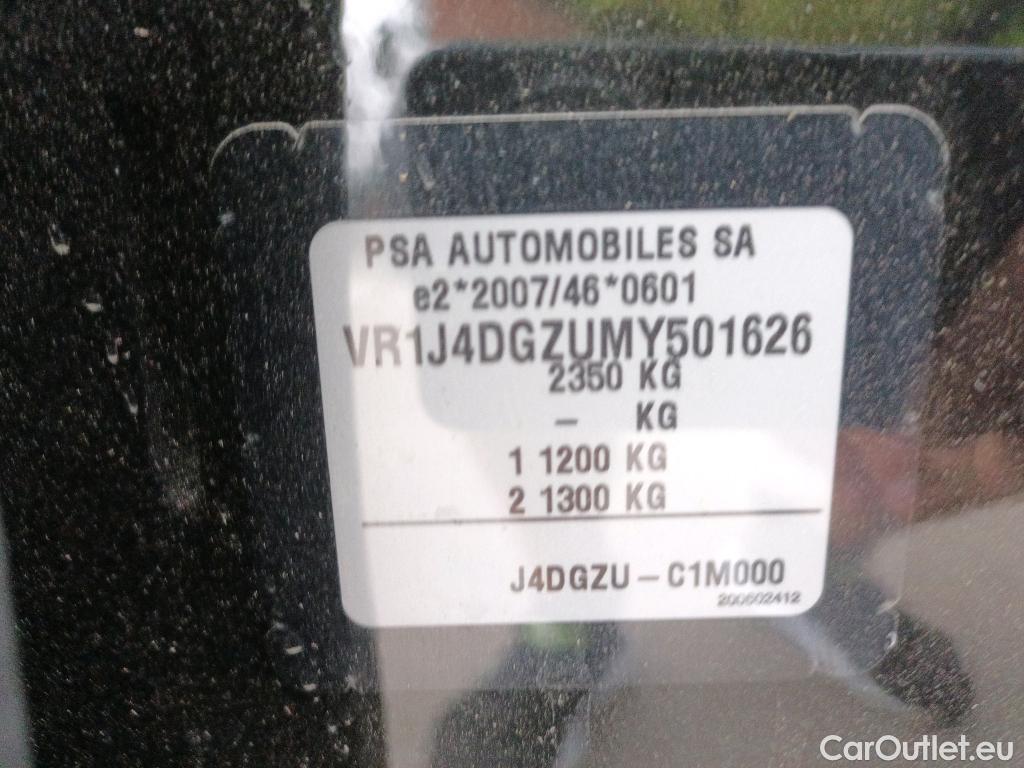 PSA AUTOMOBILES SA
e2*2007/46*0601
VR1J4DGZUMY501626
2350 KG
– KG
1 1200 KG
2 1300 KG
J4DGZU – C1M000
200602412
CarOutlet.eu